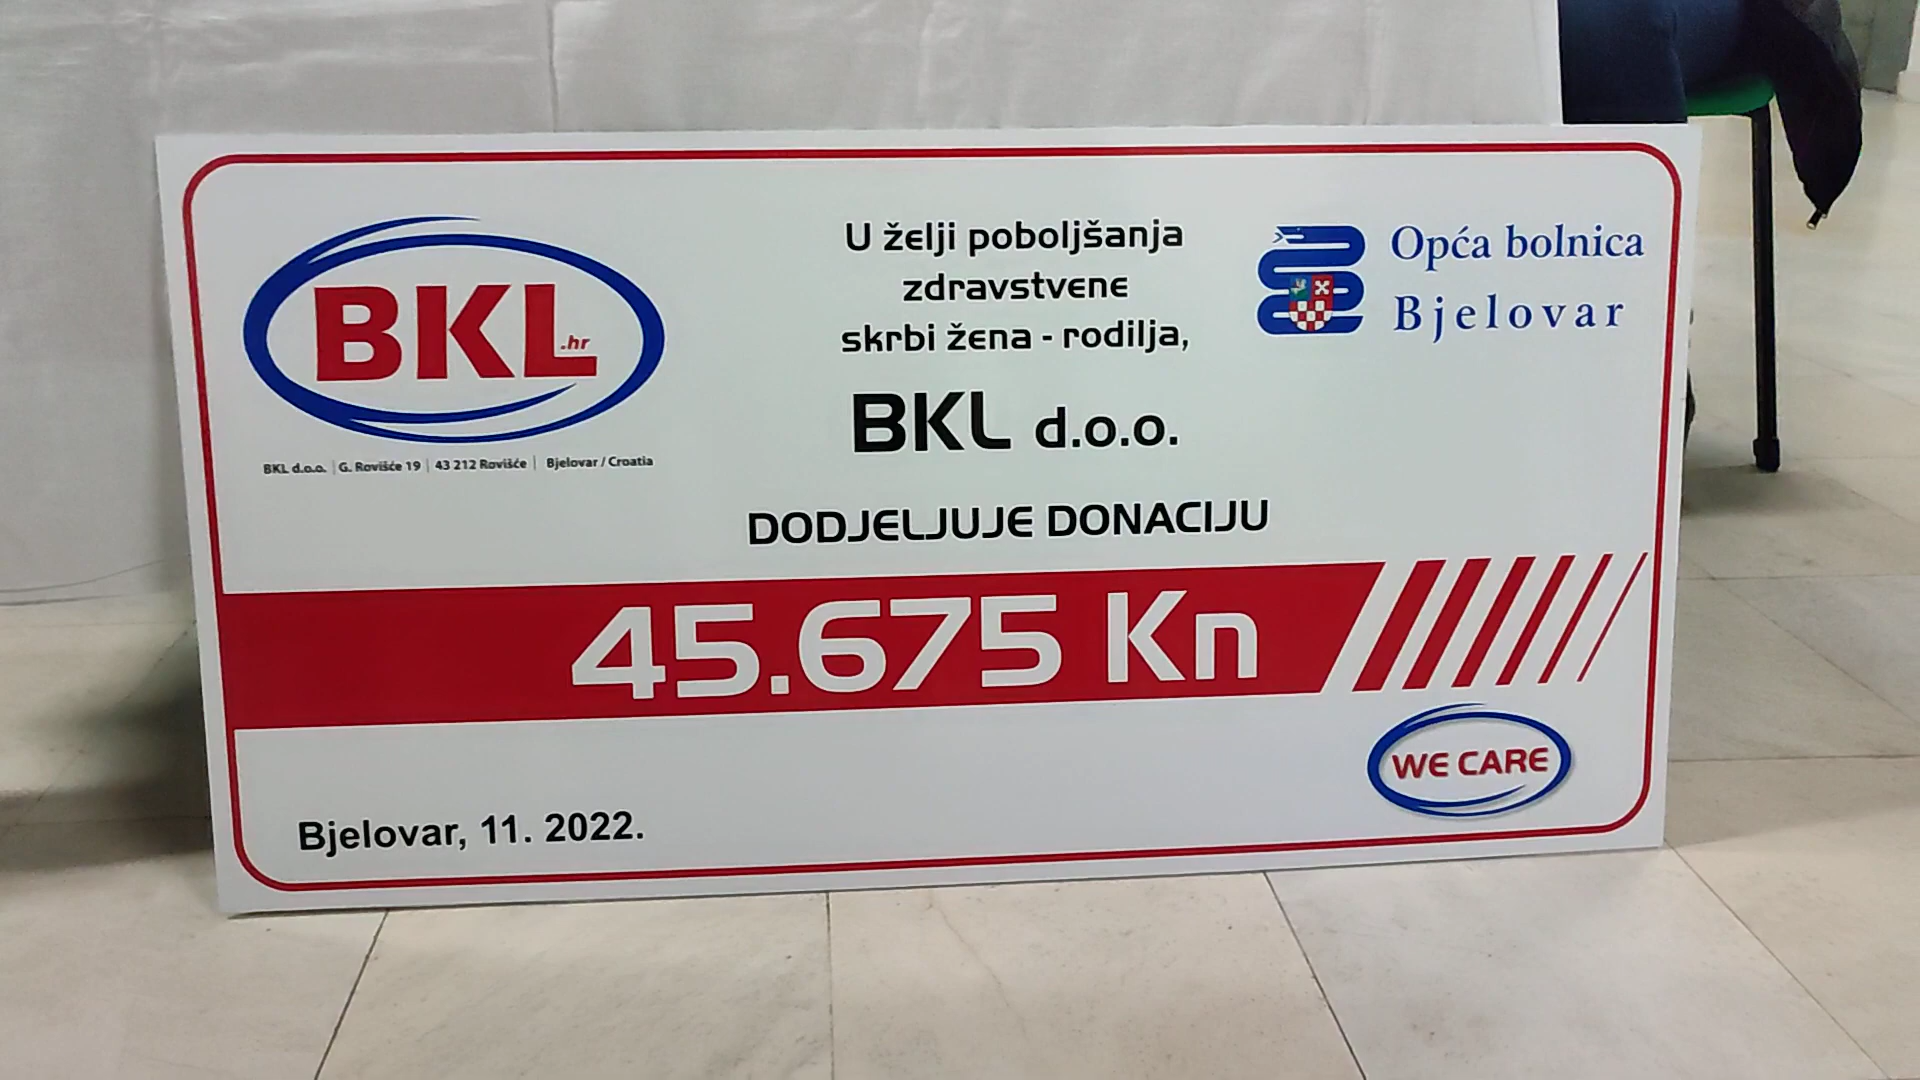 BKL.hr
BKL d.o.o. | G. Rovišće 19 | 43 212 Rovišće | Bjelovar / Croatia
U želji poboljšanja
zdravstvene
skrbi žena - rodilja,
BKL d.o.o.
Opća bolnica
Bjelovar
DODJELJUJE DONACIJU
45.675 Kn
WE CARE
Bjelovar, 11. 2022.